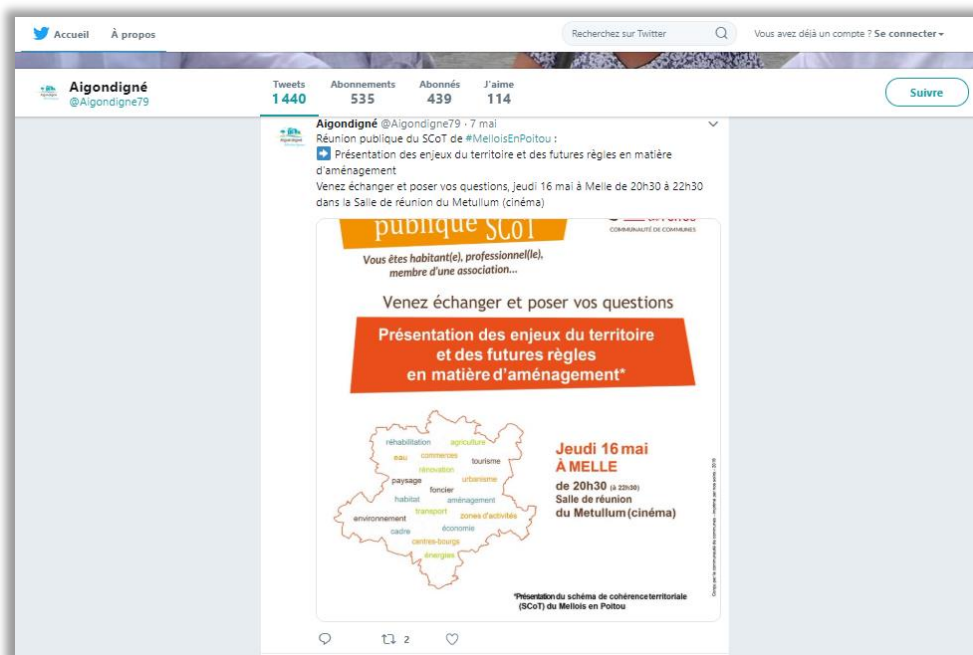 Accueil À propos
Recherchez sur Twitter
Vous avez déjà un compte ? Se connecter
Aigondigné
@Aigondigne79
Tweets
1 440
Abonnements
535
Abonnés
439
J'aime
114
Suivre
Aigondigné @Aigondigne79 · 7 mai
Réunion publique du SCoT de #MelloisEnPoitou :
Présentation des enjeux du territoire et des futures règles en matière
d'aménagement
Venez échanger et poser vos questions, jeudi 16 mai à Melle de 20h30 à 22h30
dans la Salle de réunion du Metullum (cinéma)
publique SCoT
COMMUNAUTÉ DE COMMUNES
Vous êtes habitant(e), professionnel(le),
membre d'une association...
Venez échanger et poser vos questions
Présentation des enjeux du territoire
et des futures règles
en matière d'aménagement*
réhabilitation agriculture
eau commerces tourisme
rénovation
paysage urbanisme
foncier
habitat aménagement
transport zones d'activités
environnement
cadre économie
centres-bourgs
énergies
Jeudi 16 mai
À MELLE
de 20h30 (à 22h30)
Salle de réunion
du Metullum (cinéma)
*Présentation du schéma de cohérence territoriale
(SCoT) du Mellois en Poitou
2